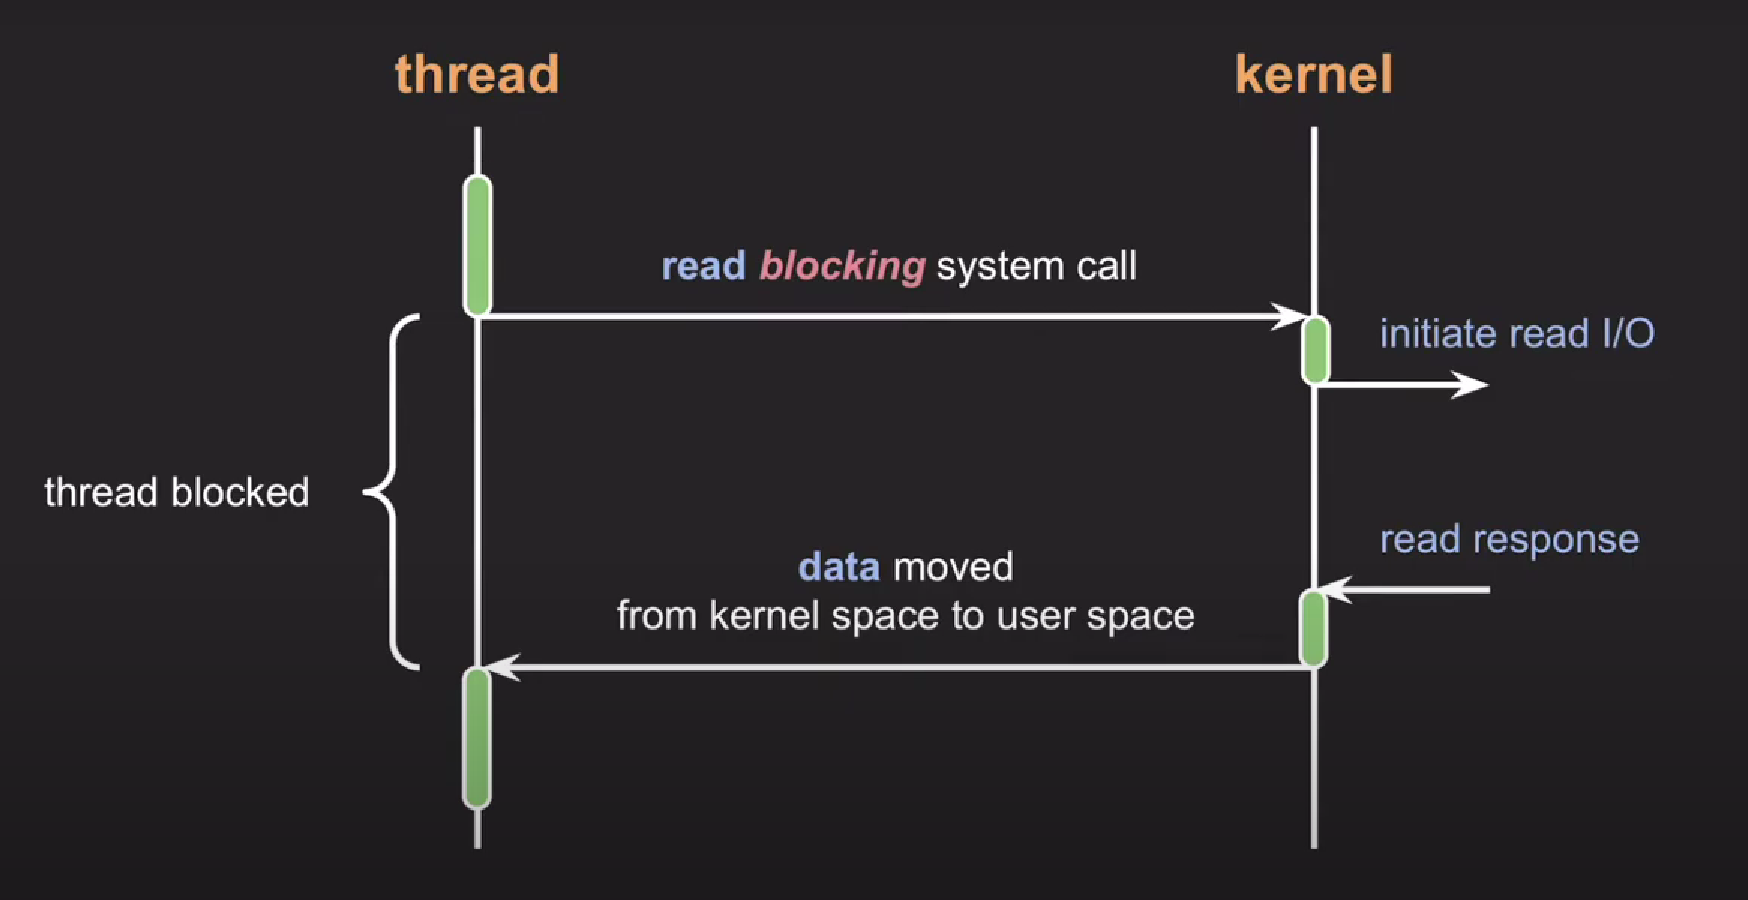 thread
kernel
read blocking system call
initiate read I/O
thread blocked
read response
data moved
from kernel space to user space